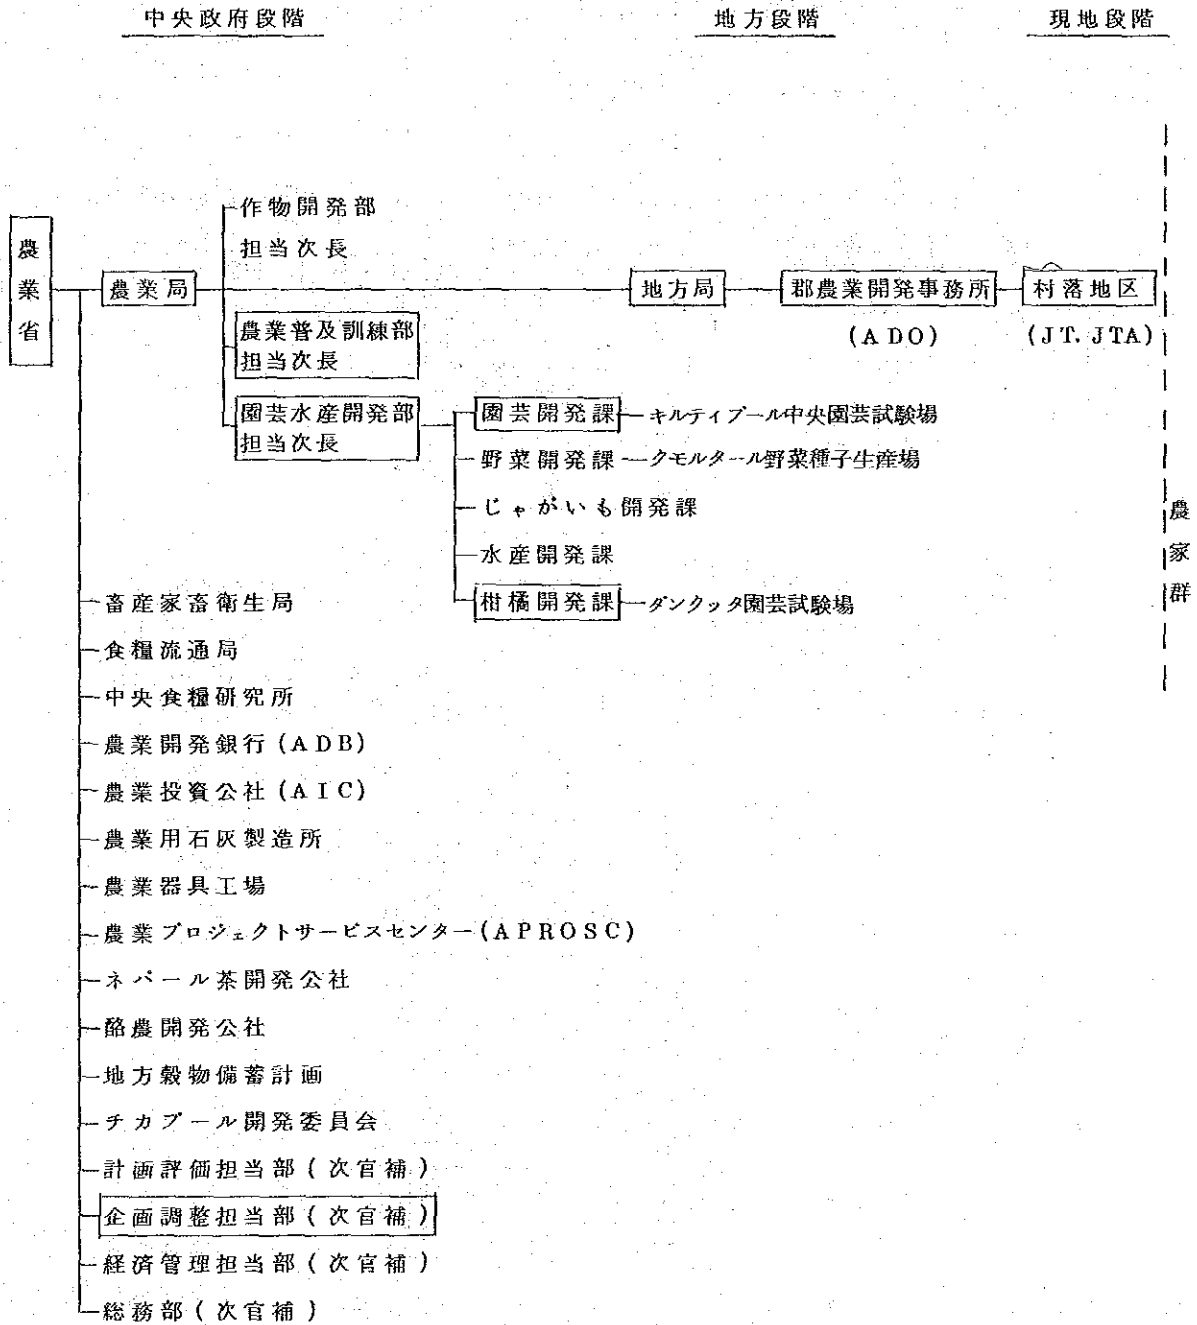 中央政府段階 地方段階 現地段階
作物開発部
担当次長
農業省
農業局 地方局 郡農業開発事務所 村落地区
(ADO) (JT. JTA)
農業普及訓練部
担当次長
園芸水産開発部
担当次長
園芸開発課 キルティプール中央園芸試験場
野菜開発課 クモルタール野菜種子生産場
じゃがいも開発課
水産開発課
柑橘開発課 ダンクッタ園芸試験場
農家群
畜産家畜衛生局
食糧流通局
中央食糧研究所
農業開発銀行(ADB)
農業投資公社(AIC)
農業用石灰製造所
農業器具工場
農業プロジェクトサービスセンター(APROSC)
ネパール茶開発公社
酪農開発公社
地方穀物備蓄計画
チカプール開発委員会
計画評価担当部(次官補)
企画調整担当部(次官補)
経済管理担当部(次官補)
総務部(次官補)